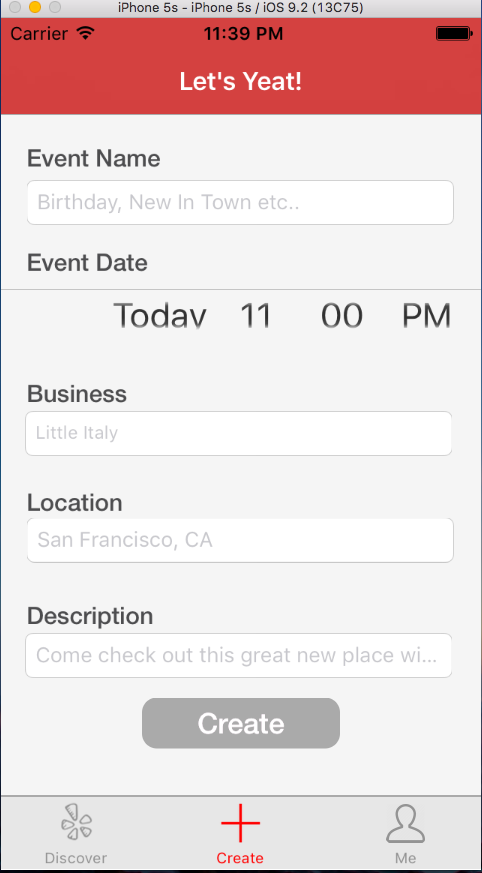 iPhone 5s - iPhone 5s / iOS 9.2 (13C75)
Carrier 11:39 PM
Let's Yeat!
Event Name
Birthday, New In Town etc..
Event Date
Today 11 00 PM
Business
Little Italy
Location
San Francisco, CA
Description
Come check out this great new place wi...
Create
Discover Create Me